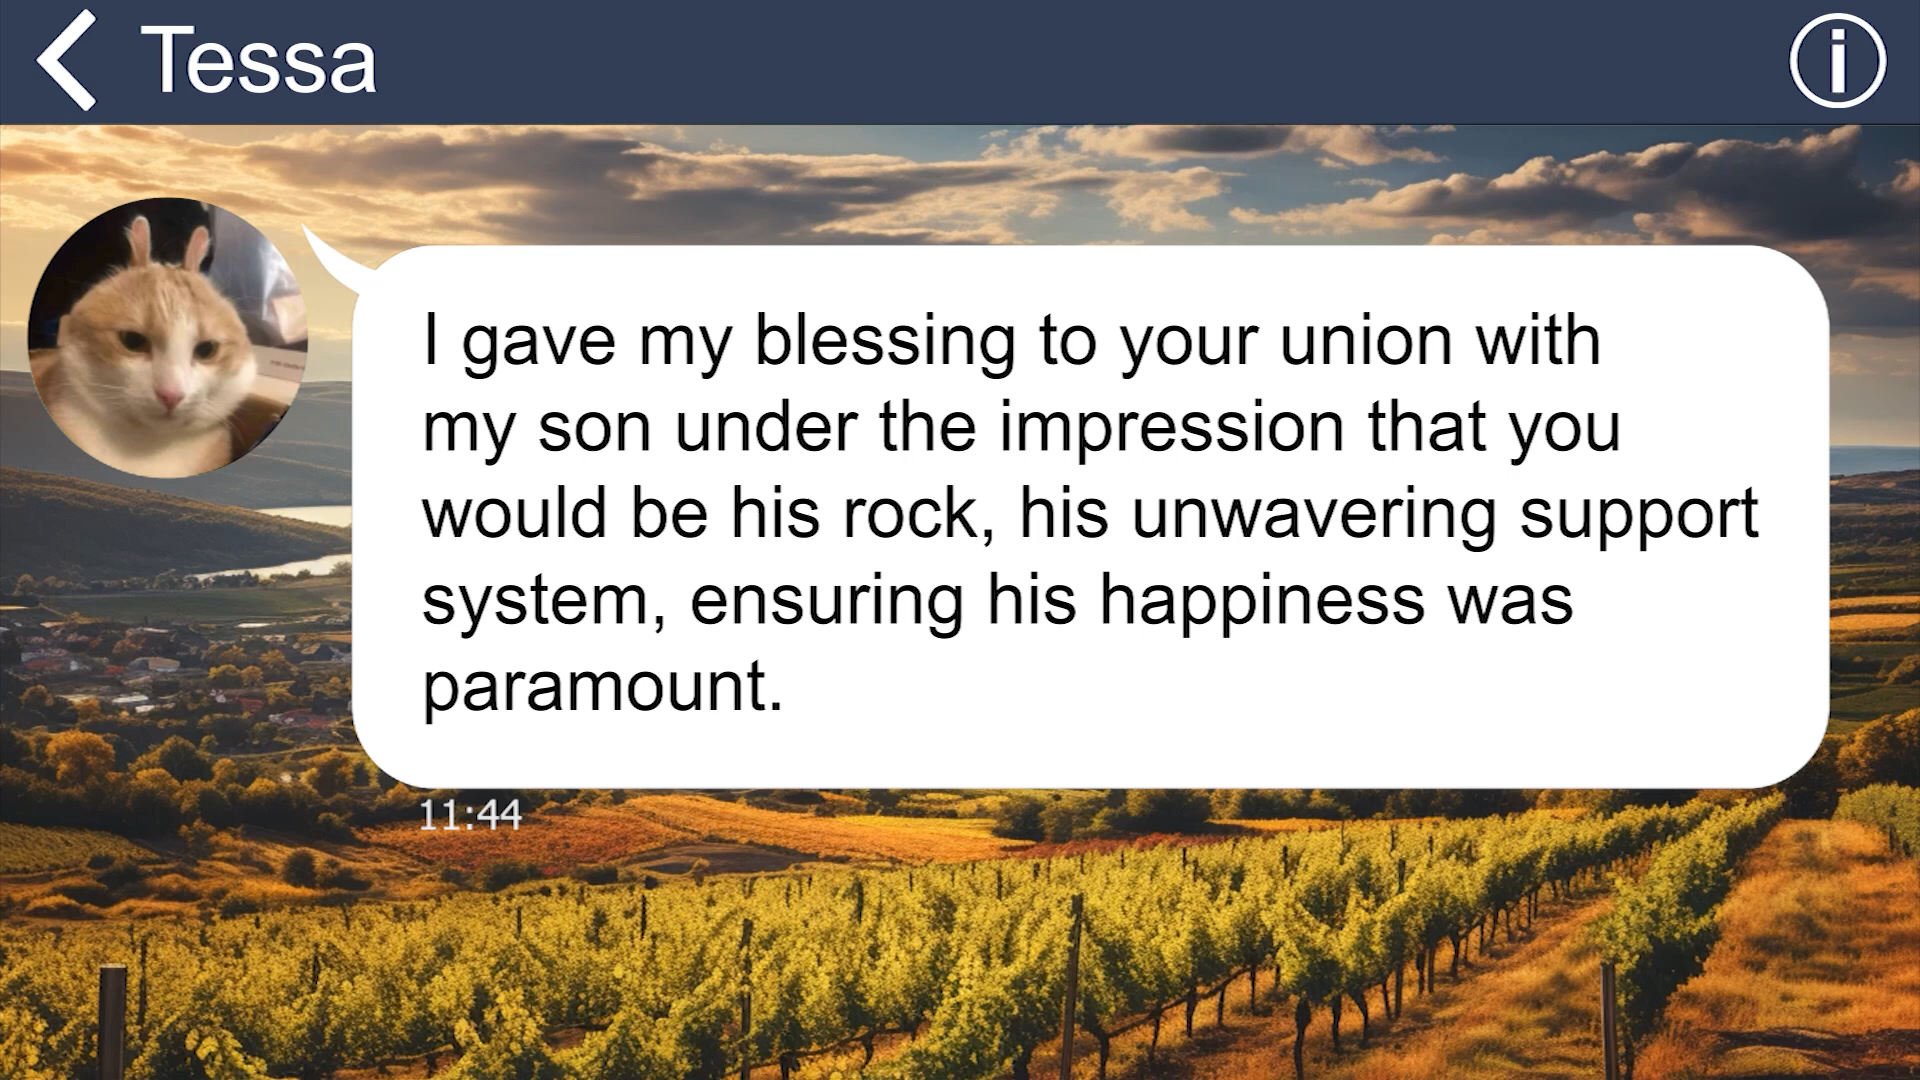 Tessa
I gave my blessing to your union with
my son under the impression that you
would be his rock, his unwavering support
system, ensuring his happiness was
paramount.
11:44